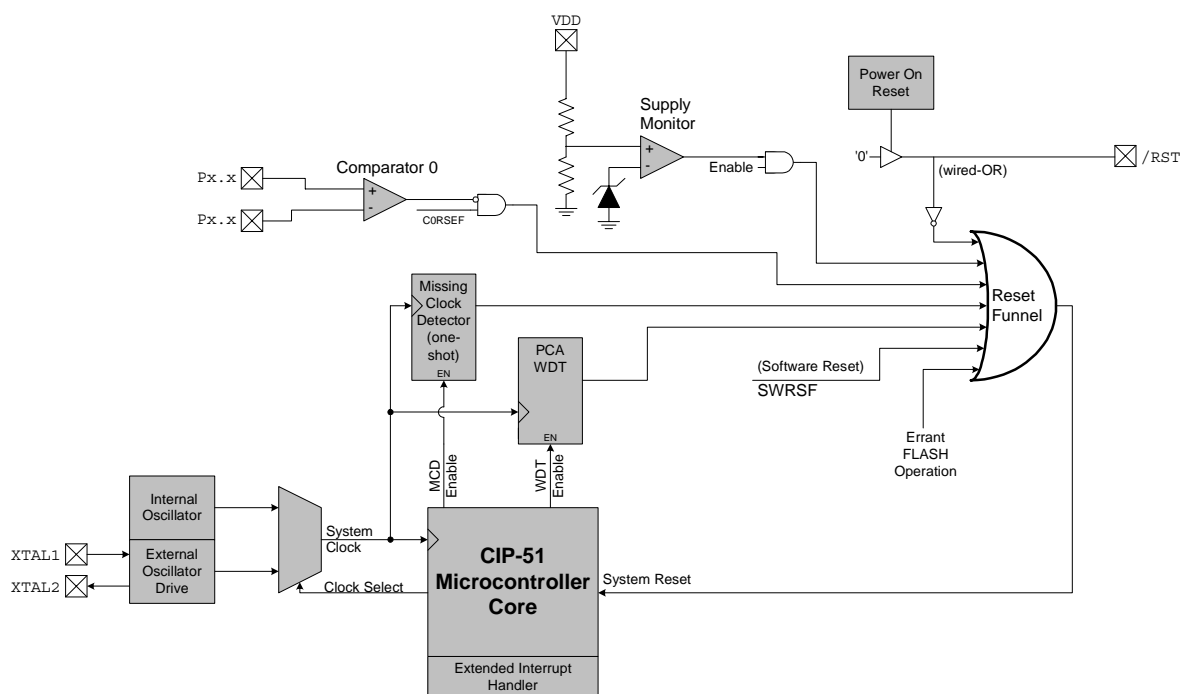 VDD
Power On
Reset
Supply
Monitor
+
-
Enable
'0'
(wired-OR)
/RST
Comparator 0
Px.x
+
-
Px.x
C0RSEF
Missing
Clock
Detector
(one-
shot)
EN
PCA
WDT
EN
Reset
Funnel
(Software Reset)
SWRSF
Errant
FLASH
Operation
MCD
Enable
WDT
Enable
Internal
Oscillator
System
Clock
XTAL1
External
Oscillator
Drive
XTAL2
Clock Select
CIP-51
Microcontroller
Core
System Reset
Extended Interrupt
Handler